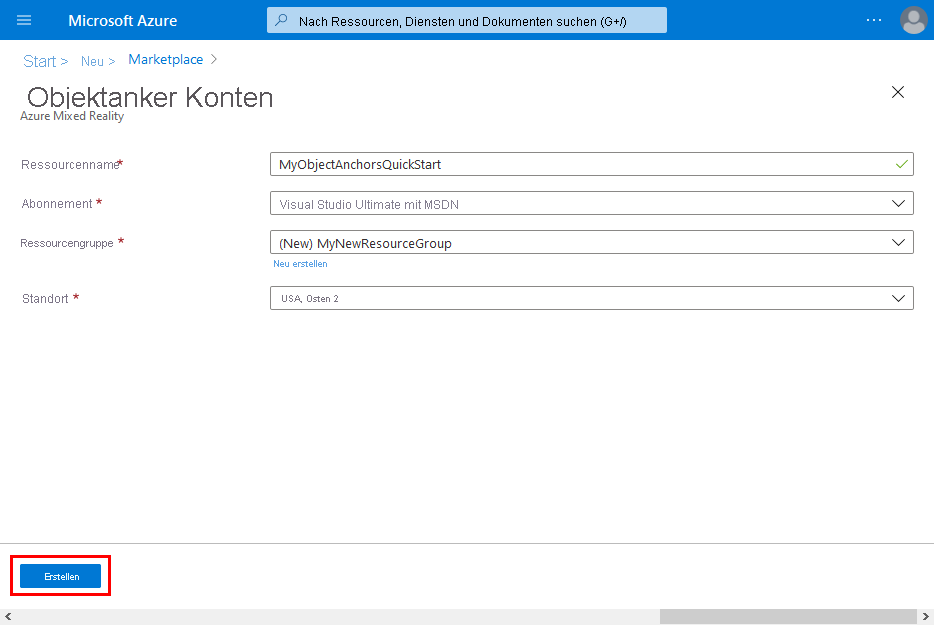 Microsoft Azure
Nach Ressourcen, Diensten und Dokumenten suchen (G+/)
Start > Neu > Marketplace >
Objektanker Konten
Azure Mixed Reality
Ressourcenname* MyObjectAnchorsQuickStart
Abonnement * Visual Studio Ultimate mit MSDN
Ressourcengruppe * (New) MyNewResourceGroup
Neu erstellen
Standort * USA, Osten 2
Erstellen